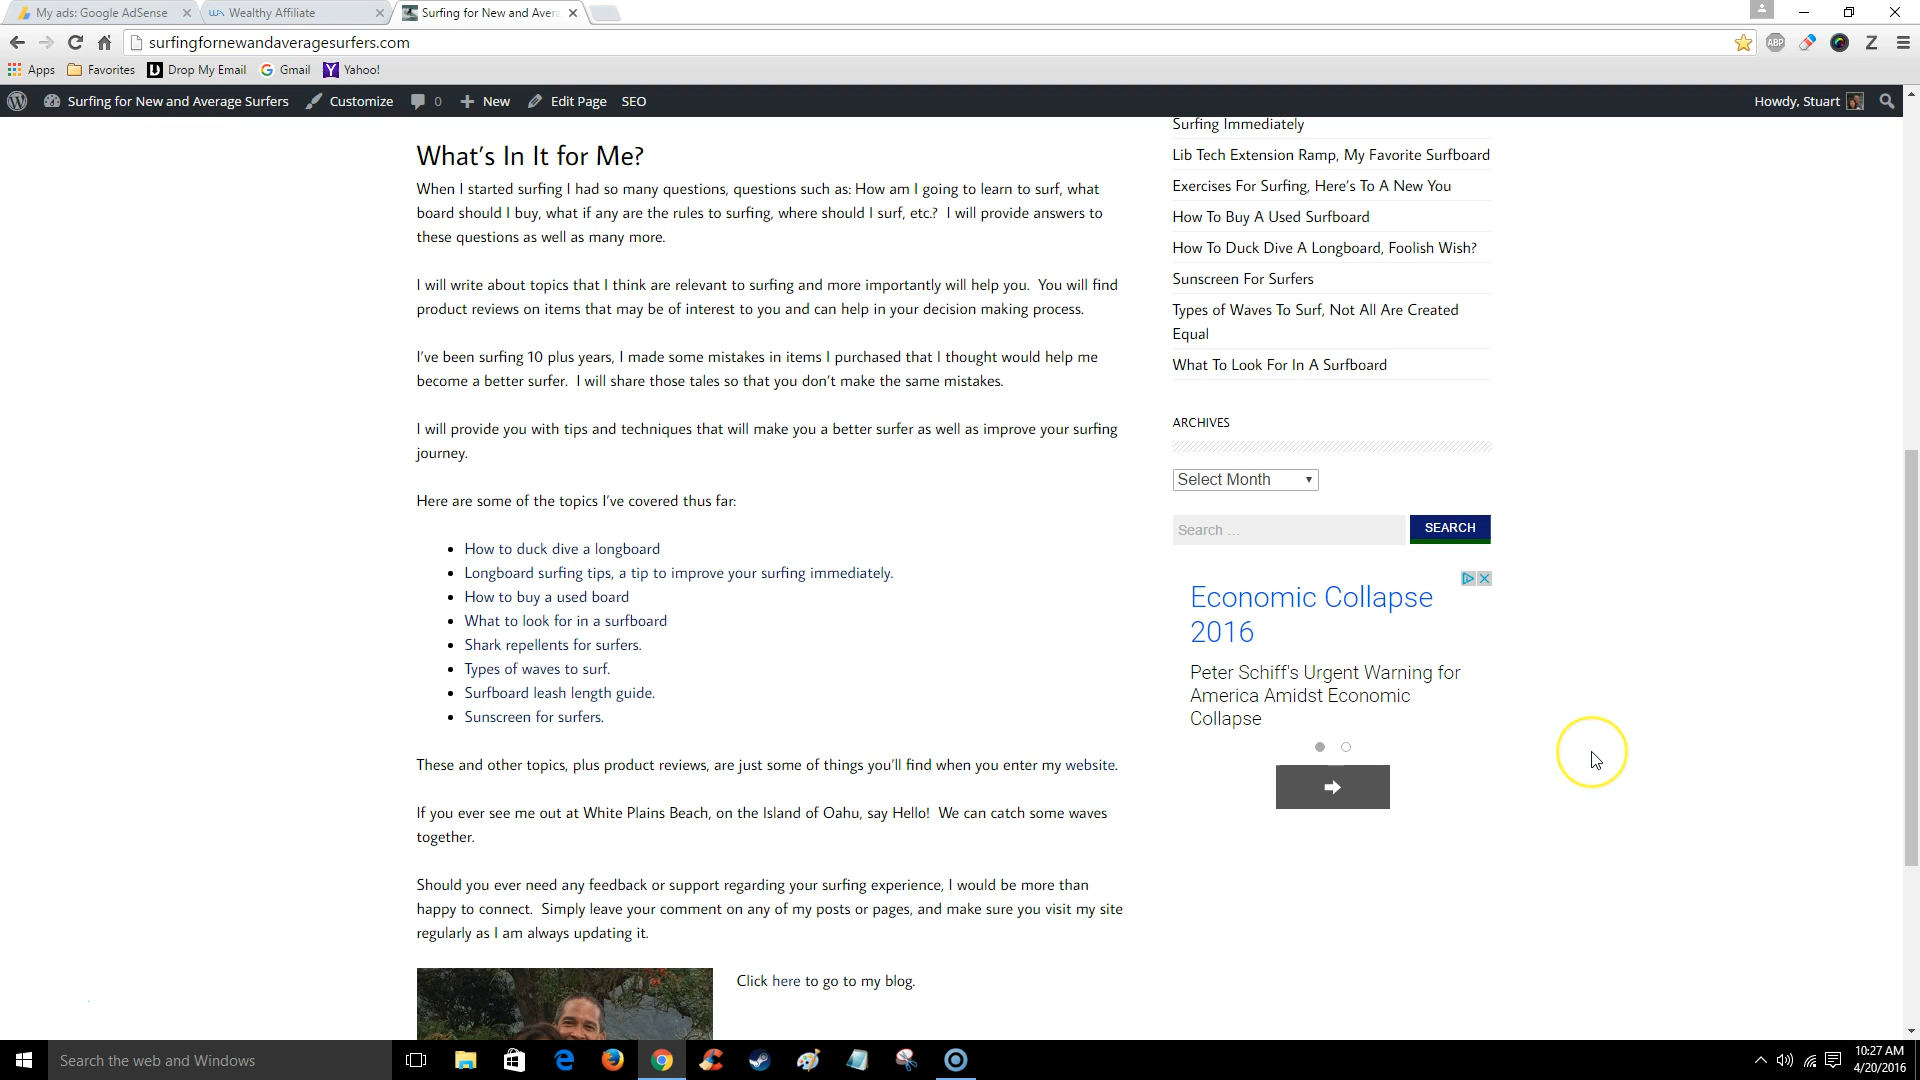 My ads: Google AdSense
Wealthy Affiliate
Surfing for New and Aver
surfingfornewandaveragesurfers.com
ABP
Z
Apps
Favorites
Drop My Email
Gmail
Yahoo!
Surfing for New and Average Surfers
Customize
0
New
Edit Page
SEO
Howdy, Stuart
What's In It for Me?
When I started surfing I had so many questions, questions such as: How am I going to learn to surf, what
board should I buy, what if any are the rules to surfing, where should I surf, etc.? I will provide answers to
these questions as well as many more.
I will write about topics that I think are relevant to surfing and more importantly will help you. You will find
product reviews on items that may be of interest to you and can help in your decision making process.
I've been surfing 10 plus years, I made some mistakes in items I purchased that I thought would help me
become a better surfer. I will share those tales so that you don't make the same mistakes.
I will provide you with tips and techniques that will make you a better surfer as well as improve your surfing
journey.
Here are some of the topics I've covered thus far:
How to duck dive a longboard
Longboard surfing tips, a tip to improve your surfing immediately.
How to buy a used board
What to look for in a surfboard
Shark repellents for surfers.
Types of waves to surf.
Surfboard leash length guide.
Sunscreen for surfers.
These and other topics, plus product reviews, are just some of things you'll find when you enter my website.
If you ever see me out at White Plains Beach, on the Island of Oahu, say Hello! We can catch some waves
together.
Should you ever need any feedback or support regarding your surfing experience, I would be more than
happy to connect. Simply leave your comment on any of my posts or pages, and make sure you visit my site
regularly as I am always updating it.
Click here to go to my blog.
Surfing Immediately
Lib Tech Extension Ramp, My Favorite Surfboard
Exercises For Surfing, Here's To A New You
How To Buy A Used Surfboard
How To Duck Dive A Longboard, Foolish Wish?
Sunscreen For Surfers
Types of Waves To Surf, Not All Are Created
Equal
What To Look For In A Surfboard
ARCHIVES
Select Month
Search ...
SEARCH
Economic Collapse
2016
Peter Schiff's Urgent Warning for
America Amidst Economic
Collapse
Search the web and Windows
10:27 AM
4/20/2016